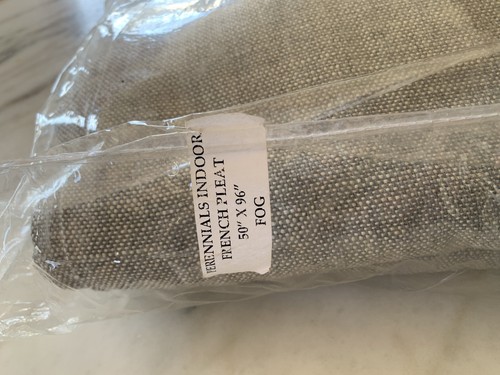 PERENNIALS INDOOR
FRENCH PLEAT
50" X 96"
FOG